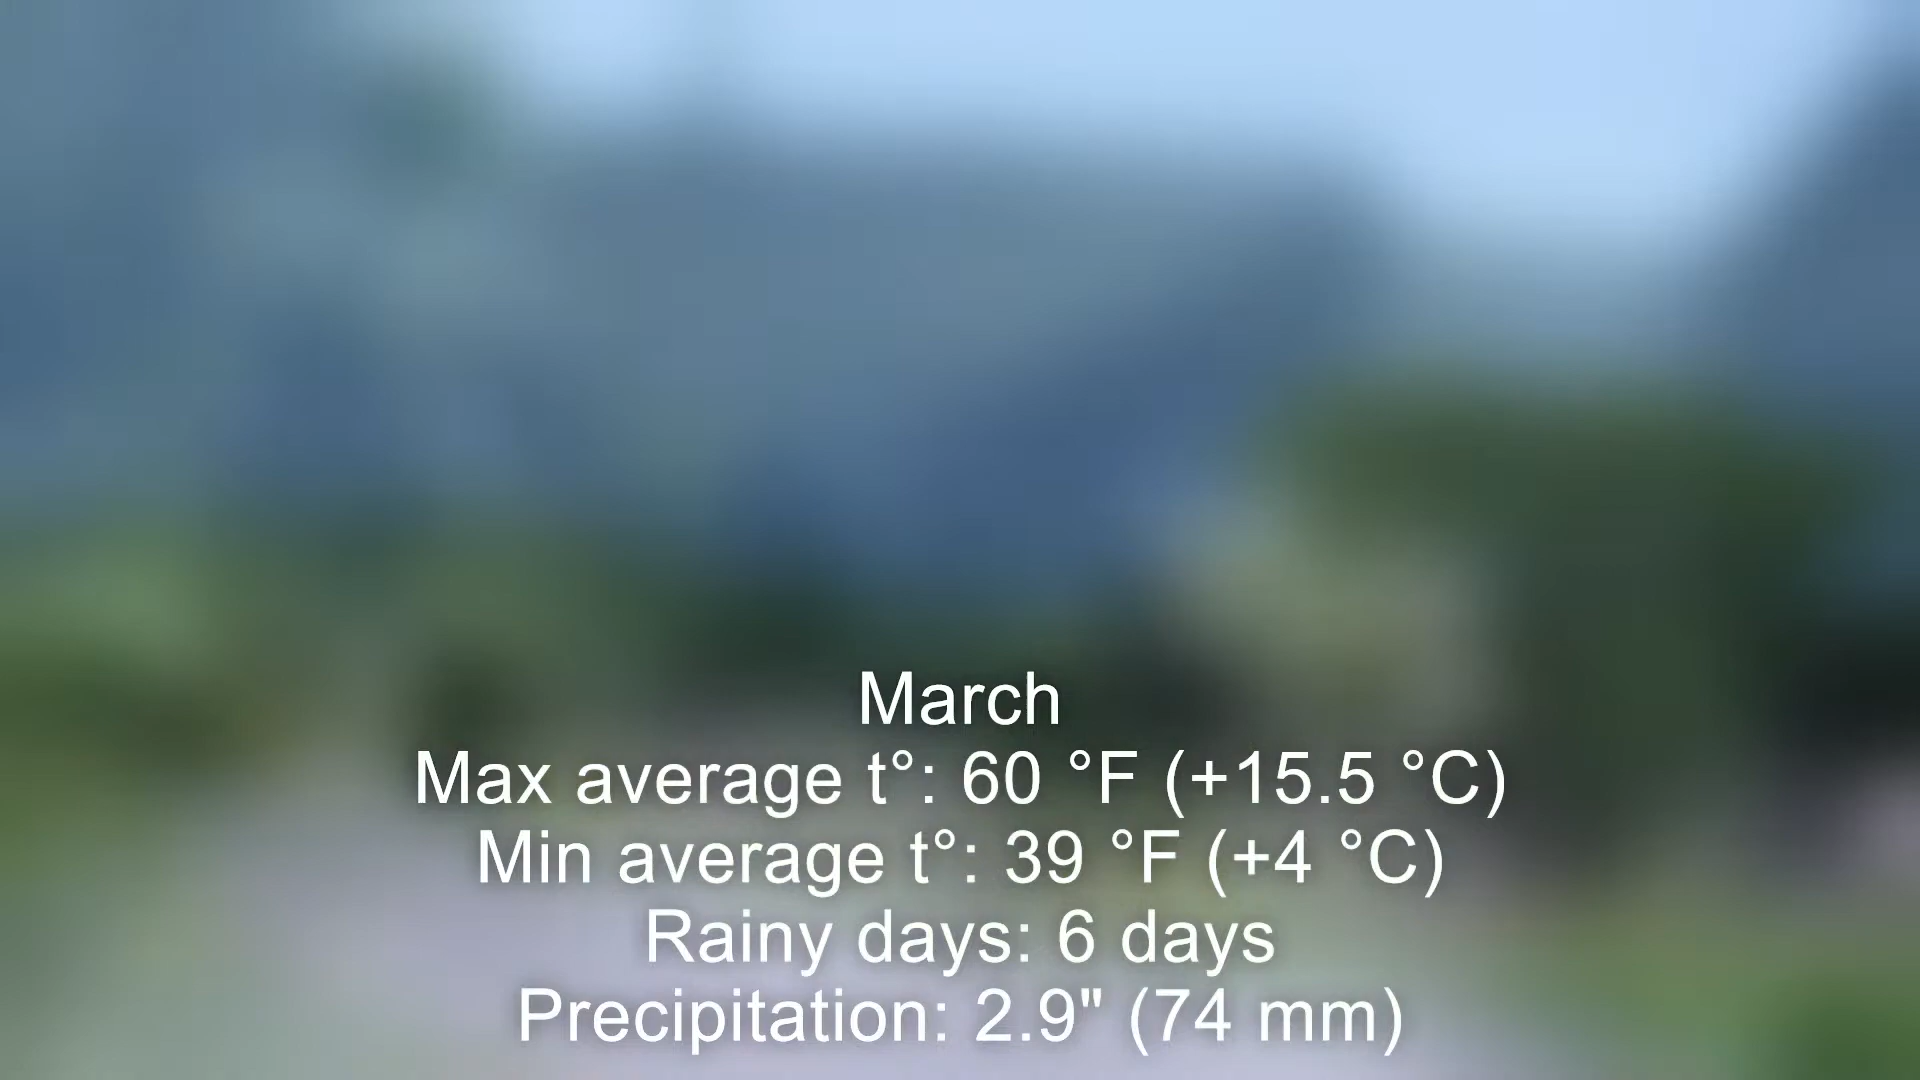 March
Max average t°: 60 °F (+15.5 °C)
Min average t°: 39 °F (+4 °C)
Rainy days: 6 days
Precipitation: 2.9" (74 mm)